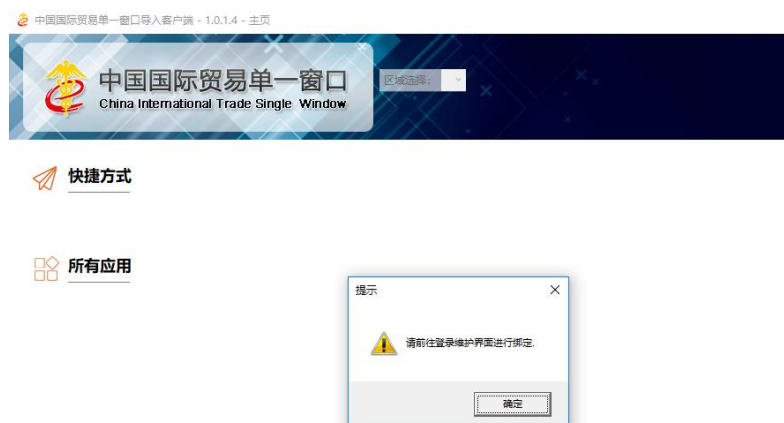 中国国际贸易单一窗口导入客户端 - 1.0.1.4 - 主页
中国国际贸易单一窗口
China International Trade Single Window
区域选择：
快捷方式
所有应用
提示
请前往登录维护界面进行绑定.
确定